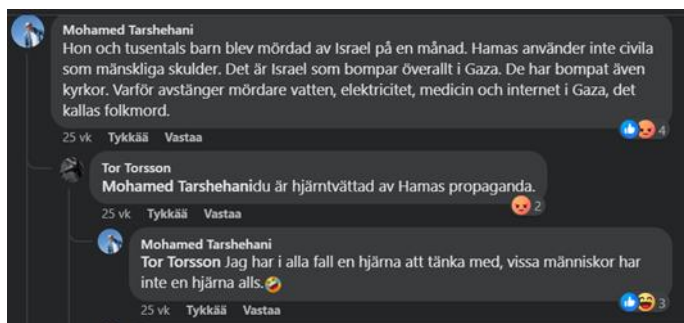 Mohamed Tarshehani
Hon och tusentals barn blev mördad av Israel på en månad. Hamas använder inte civila
som mänskliga skulder. Det är Israel som bompar överallt i Gaza. De har bompat även
kyrkor. Varför avstänger mördare vatten, elektricitet, medicin och internet i Gaza, det
kallas folkmord.
25 vk Tykkää Vastaa 4
Tor Torsson
Mohamed Tarshehanidu är hjärntvättad av Hamas propaganda.
25 vk Tykkää Vastaa 2
Mohamed Tarshehani
Tor Torsson Jag har i alla fall en hjärna att tänka med, vissa människor har
inte en hjärna alls.🤣
25 vk Tykkää Vastaa 3